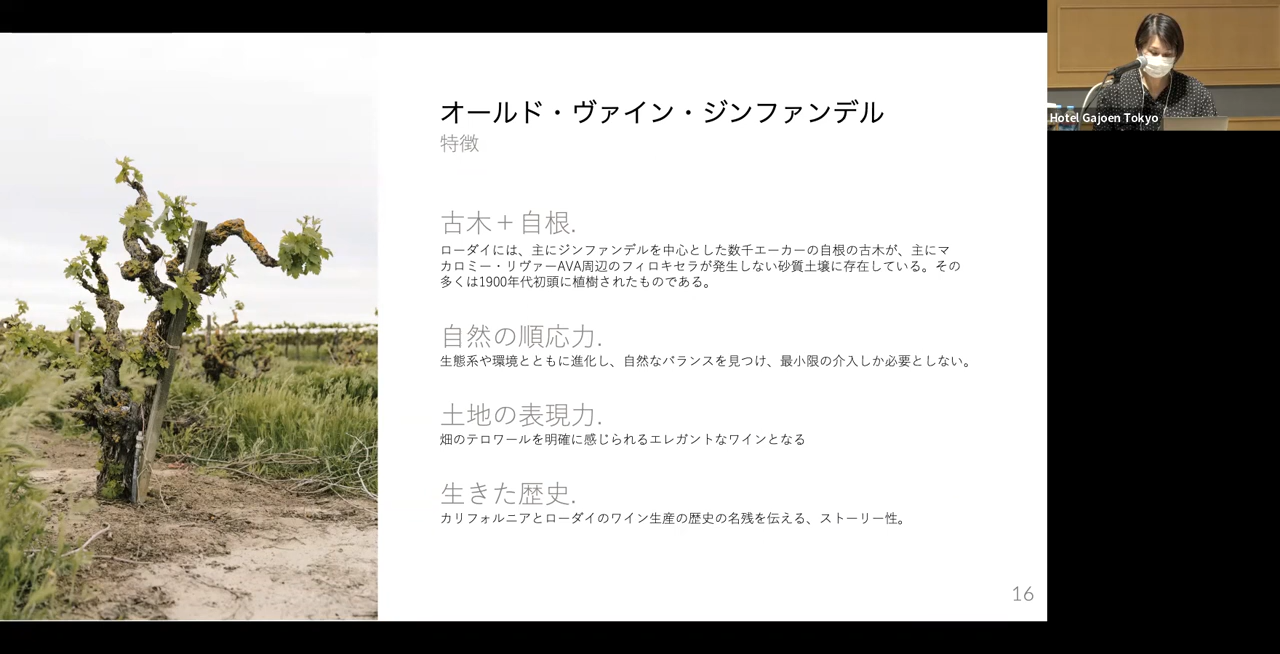 オールド・ヴァイン・ジンファンデル
特徴
古木＋自根.
ローダイには、主にジンファンデルを中心とした数千エーカーの自根の古木が、主にマ
カロミー・リヴァーAVA周辺のフィロキセラが発生しない砂質土壌に存在している。その
多くは1900年代初頭に植樹されたものである。
自然の順応力.
生態系や環境とともに進化し、自然なバランスを見つけ、最小限の介入しか必要としない。
土地の表現力.
畑のテロワールを明確に感じられるエレガントなワインとなる
生きた歴史.
カリフォルニアとローダイのワイン生産の歴史の名残を伝える、ストーリー性。
16
Hotel Gajoen Tokyo